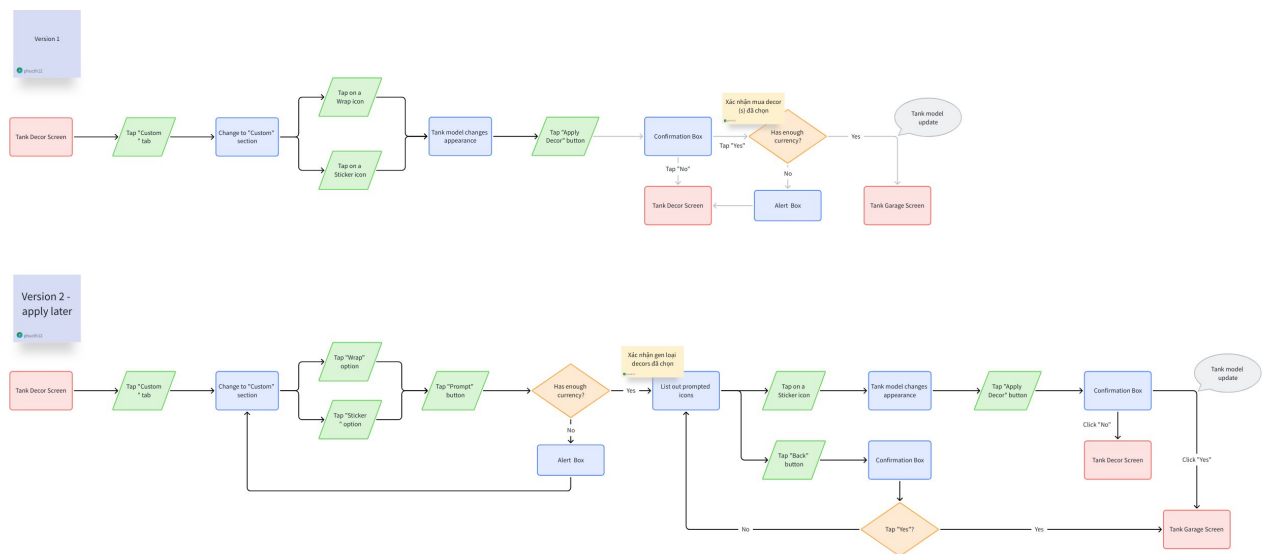 Version 1
phucth12
Tank Decor Screen
Tap "Custom
" tab
Change to "Custom"
section
Tap on a
Wrap icon
Tap on a
Sticker icon
Tank model changes
appearance
Tap "Apply
Decor" button
Confirmation Box
Tap "Yes"
Xác nhận mua decor
(s) đã chọn
Has enough
currency?
Yes
Tank model
update
Tap "No"
No
Tank Decor Screen
Alert Box
Tank Garage Screen
Version 2 -
apply later
phucth12
Tank Decor Screen
Tap "Custom
" tab
Change to "Custom"
section
Tap "Wrap"
option
Tap "Sticker
" option
Tap "Prompt"
button
Has enough
currency?
Yes
No
Alert Box
Xác nhận gen loại
decors đã chọn
List out prompted
icons
Tap on a
Sticker icon
Tank model changes
appearance
Tap "Apply
Decor" button
Confirmation Box
Tank model
update
Click "No"
Tank Decor Screen
Click "Yes"
Tap "Back"
button
Confirmation Box
No
Tap "Yes"?
Yes
Tank Garage Screen